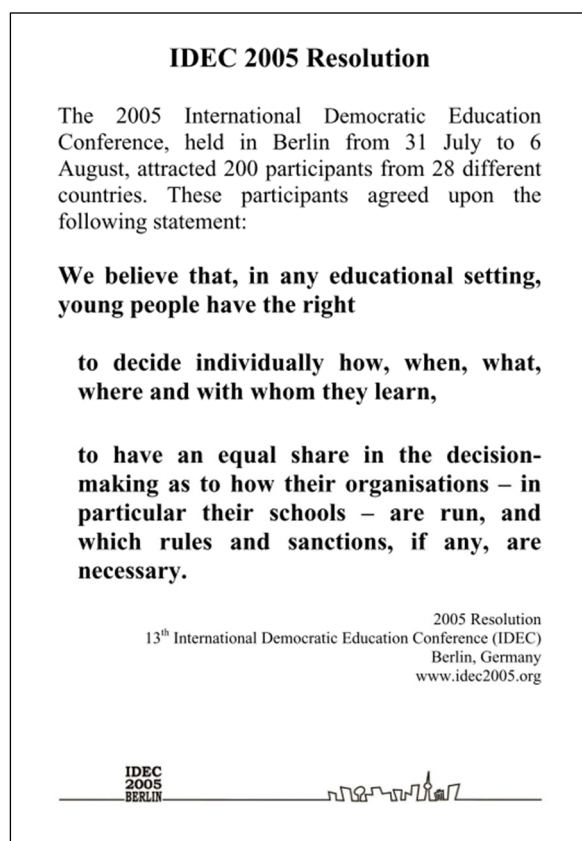 IDEC 2005 Resolution
The 2005 International Democratic Education
Conference, held in Berlin from 31 July to 6
August, attracted 200 participants from 28 different
countries. These participants agreed upon the
following statement:
We believe that, in any educational setting,
young people have the right
to decide individually how, when, what,
where and with whom they learn,
to have an equal share in the decision-
making as to how their organisations – in
particular their schools – are run, and
which rules and sanctions, if any, are
necessary.
2005 Resolution
13th International Democratic Education Conference (IDEC)
Berlin, Germany
www.idec2005.org
IDEC
2005
BERLIN